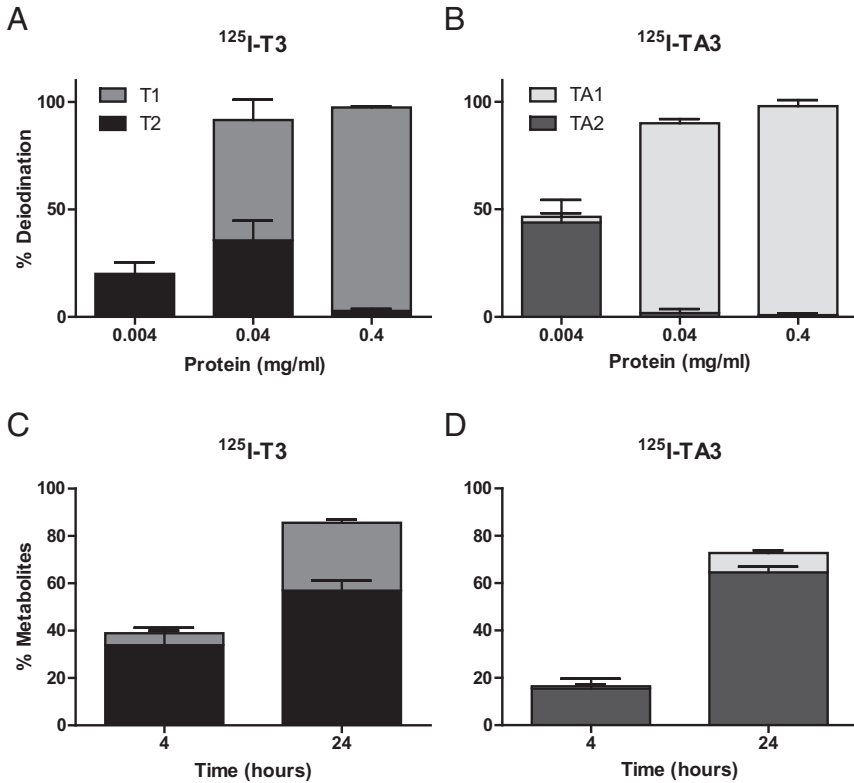 A
¹²⁵I-T3
% Deiodination
100
50
0
T1
T2
0.004 0.04 0.4
Protein (mg/ml)
B
¹²⁵I-TA3
100
50
0
TA1
TA2
0.004 0.04 0.4
Protein (mg/ml)
C
¹²⁵I-T3
% Metabolites
100
80
60
40
20
0
4 24
Time (hours)
D
¹²⁵I-TA3
100
80
60
40
20
0
4 24
Time (hours)